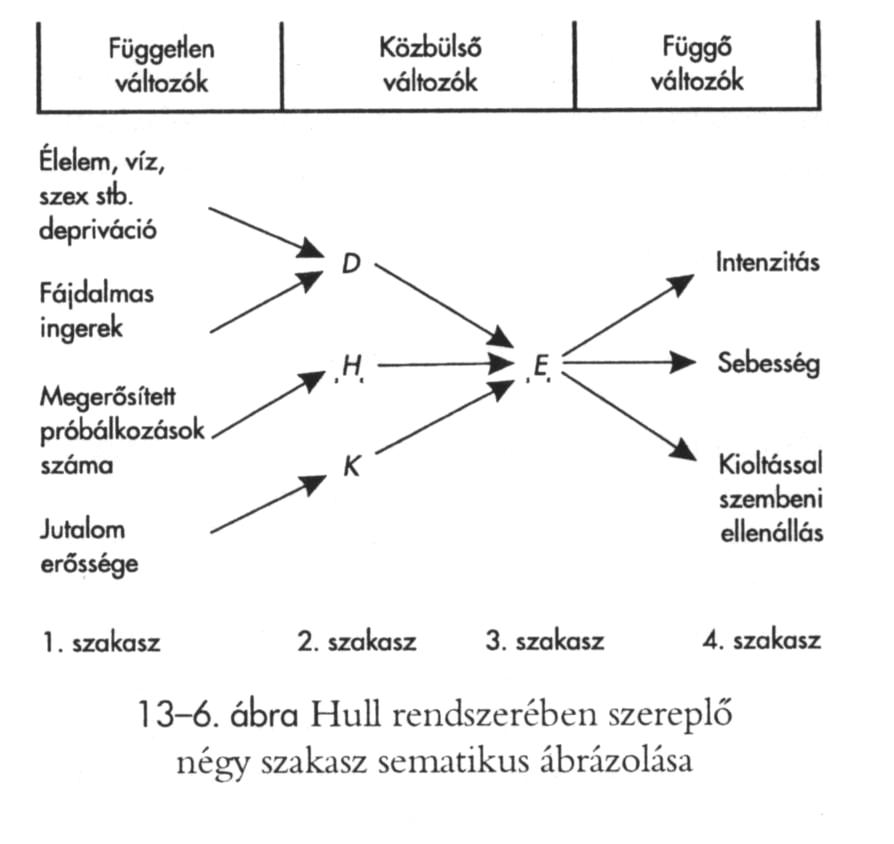 Független
változók
Közbülső
változók
Függő
változók
Élelem, víz,
szex stb.
depriváció
Fájdalmas
ingerek
Megerősített
próbálkozások
száma
Jutalom
erőssége
D
ₛHᵣ
K
ₛEᵣ
Intenzitás
Sebesség
Kioltással
szembeni
ellenállás
1. szakasz
2. szakasz
3. szakasz
4. szakasz
13–6. ábra Hull rendszerében szereplő
négy szakasz sematikus ábrázolása